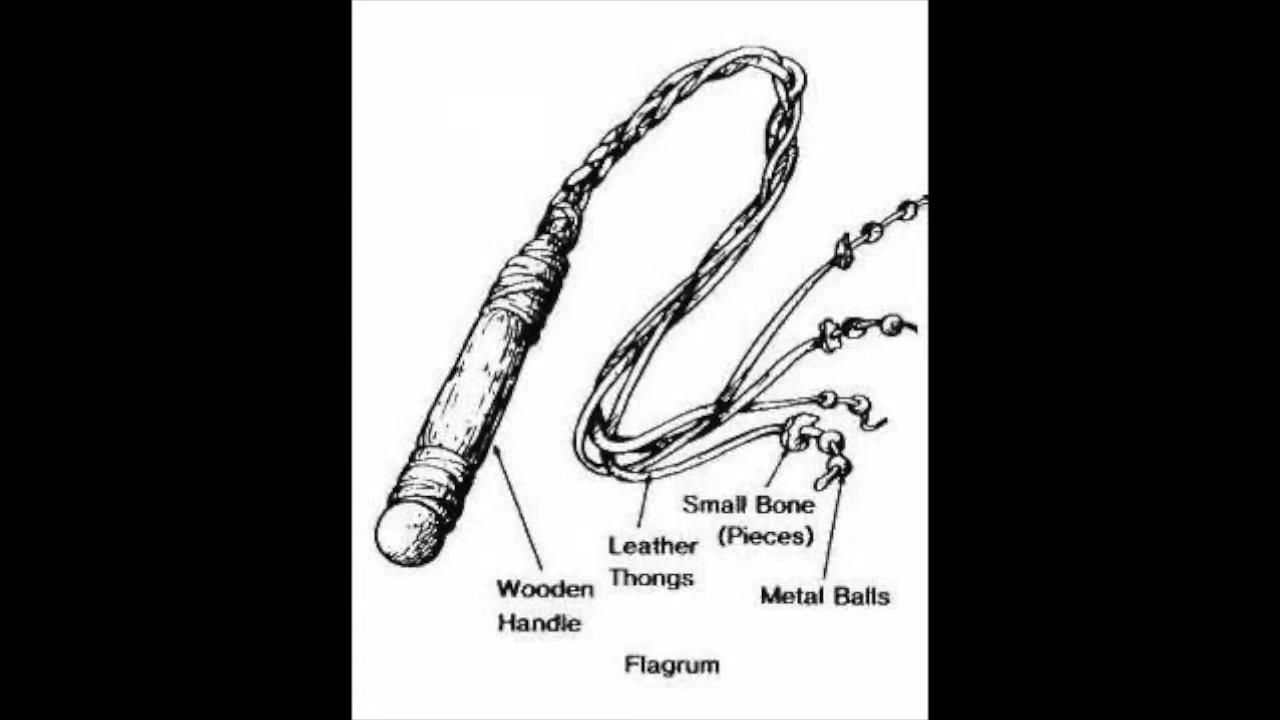 Small Bone
(Pieces)
Leather
Thongs
Wooden
Handle
Metal Balls
Flagrum